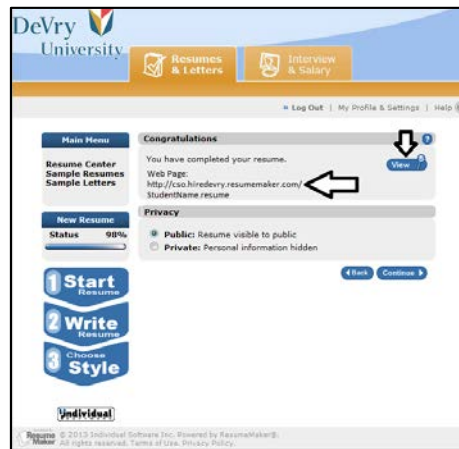 DeVry
University
Resumes
& Letters
Interview
& Salary
Log Out | My Profile & Settings | Help
Main Menu
Resume Center
Sample Resumes
Sample Letters
New Resume
Status 98%
1 Start
Resume
2 Write
Resume
3 Choose
Style
Individual
Congratulations
?
You have completed your resume.
View
Web Page:
http://cso.hiredevry.resumemaker.com/
StudentName.resume
Privacy
Public: Resume visible to public
Private: Personal information hidden
Back Continue
Resume
Maker
© 2013 Individual Software Inc. Powered by ResumeMaker®.
All rights reserved. Terms of Use. Privacy Policy.